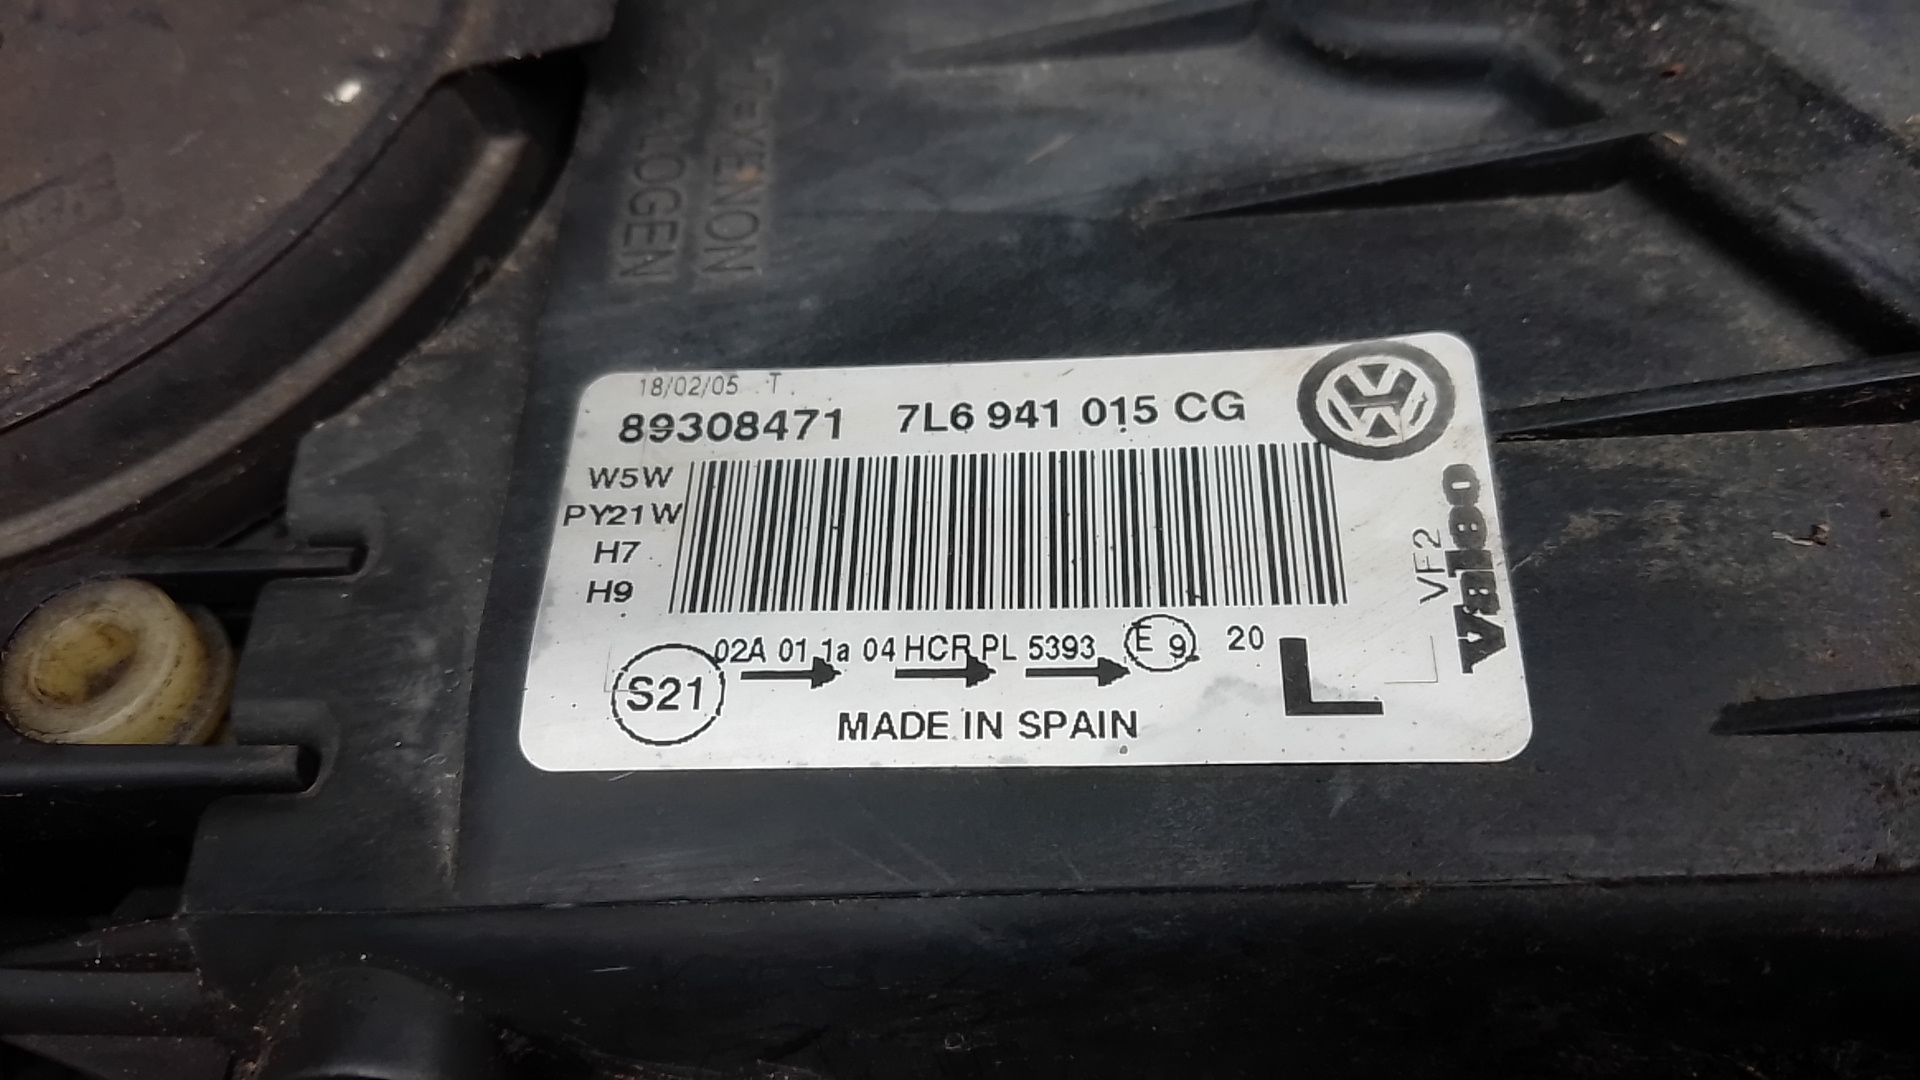 XENON
LOGEN
18/02/05 T
89308471 7L6 941 015 CG
W5W
PY21W
H7
H9
VF2
Valeo
02A 01 1a 04 HCR PL 5393 E 9 20
S21
L
MADE IN SPAIN